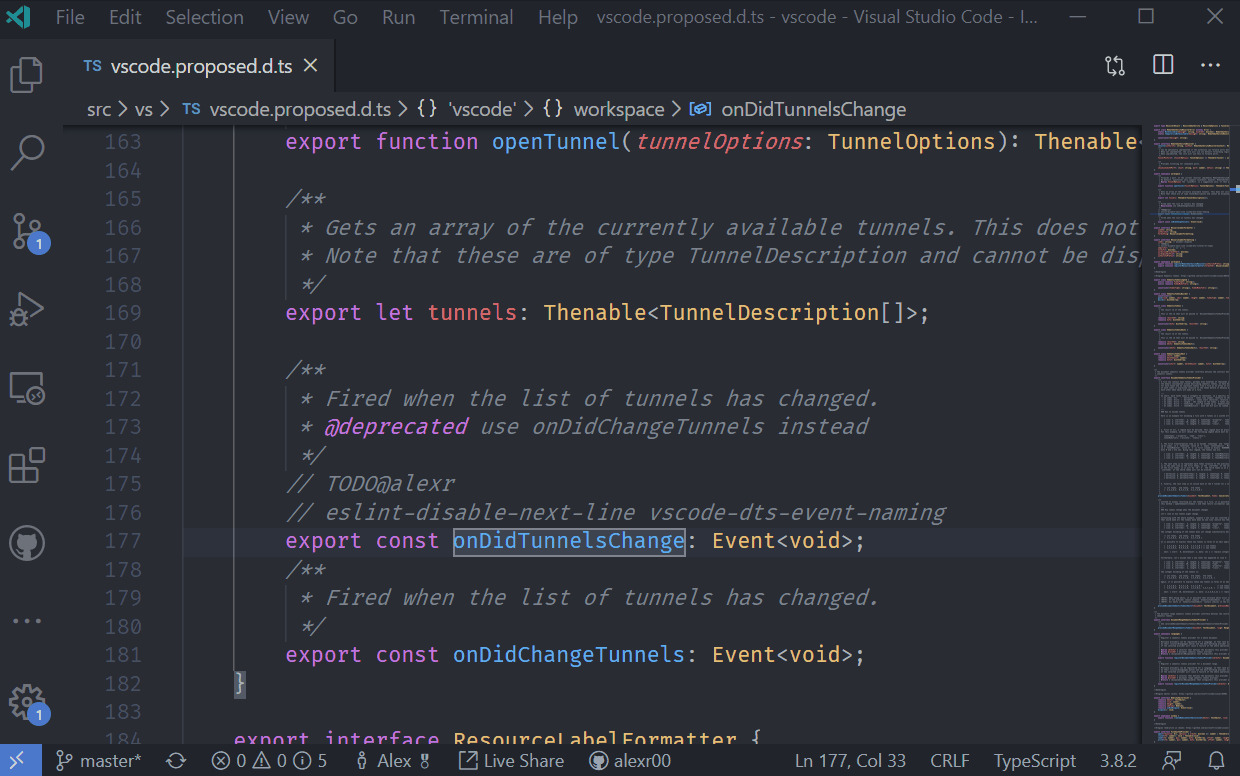 File Edit Selection View Go Run Terminal Help vscode.proposed.d.ts - vscode - Visual Studio Code - I...
TS vscode.proposed.d.ts
src > vs > TS vscode.proposed.d.ts > {} 'vscode' > {} workspace > onDidTunnelsChange
163 export function openTunnel(tunnelOptions: TunnelOptions): Thenable<
164
165 /**
166 * Gets an array of the currently available tunnels. This does not
167 * Note that these are of type TunnelDescription and cannot be disp
168 */
169 export let tunnels: Thenable<TunnelDescription[]>;
170
171 /**
172 * Fired when the list of tunnels has changed.
173 * @deprecated use onDidChangeTunnels instead
174 */
175 // TODO@alexr
176 // eslint-disable-next-line vscode-dts-event-naming
177 export const onDidTunnelsChange: Event<void>;
178 /**
179 * Fired when the list of tunnels has changed.
180 */
181 export const onDidChangeTunnels: Event<void>;
182 }
183
184 export interface ResourceLabelFormatter {
1
1
master* 0 0 5 Alex Live Share alexr00 Ln 177, Col 33 CRLF TypeScript 3.8.2